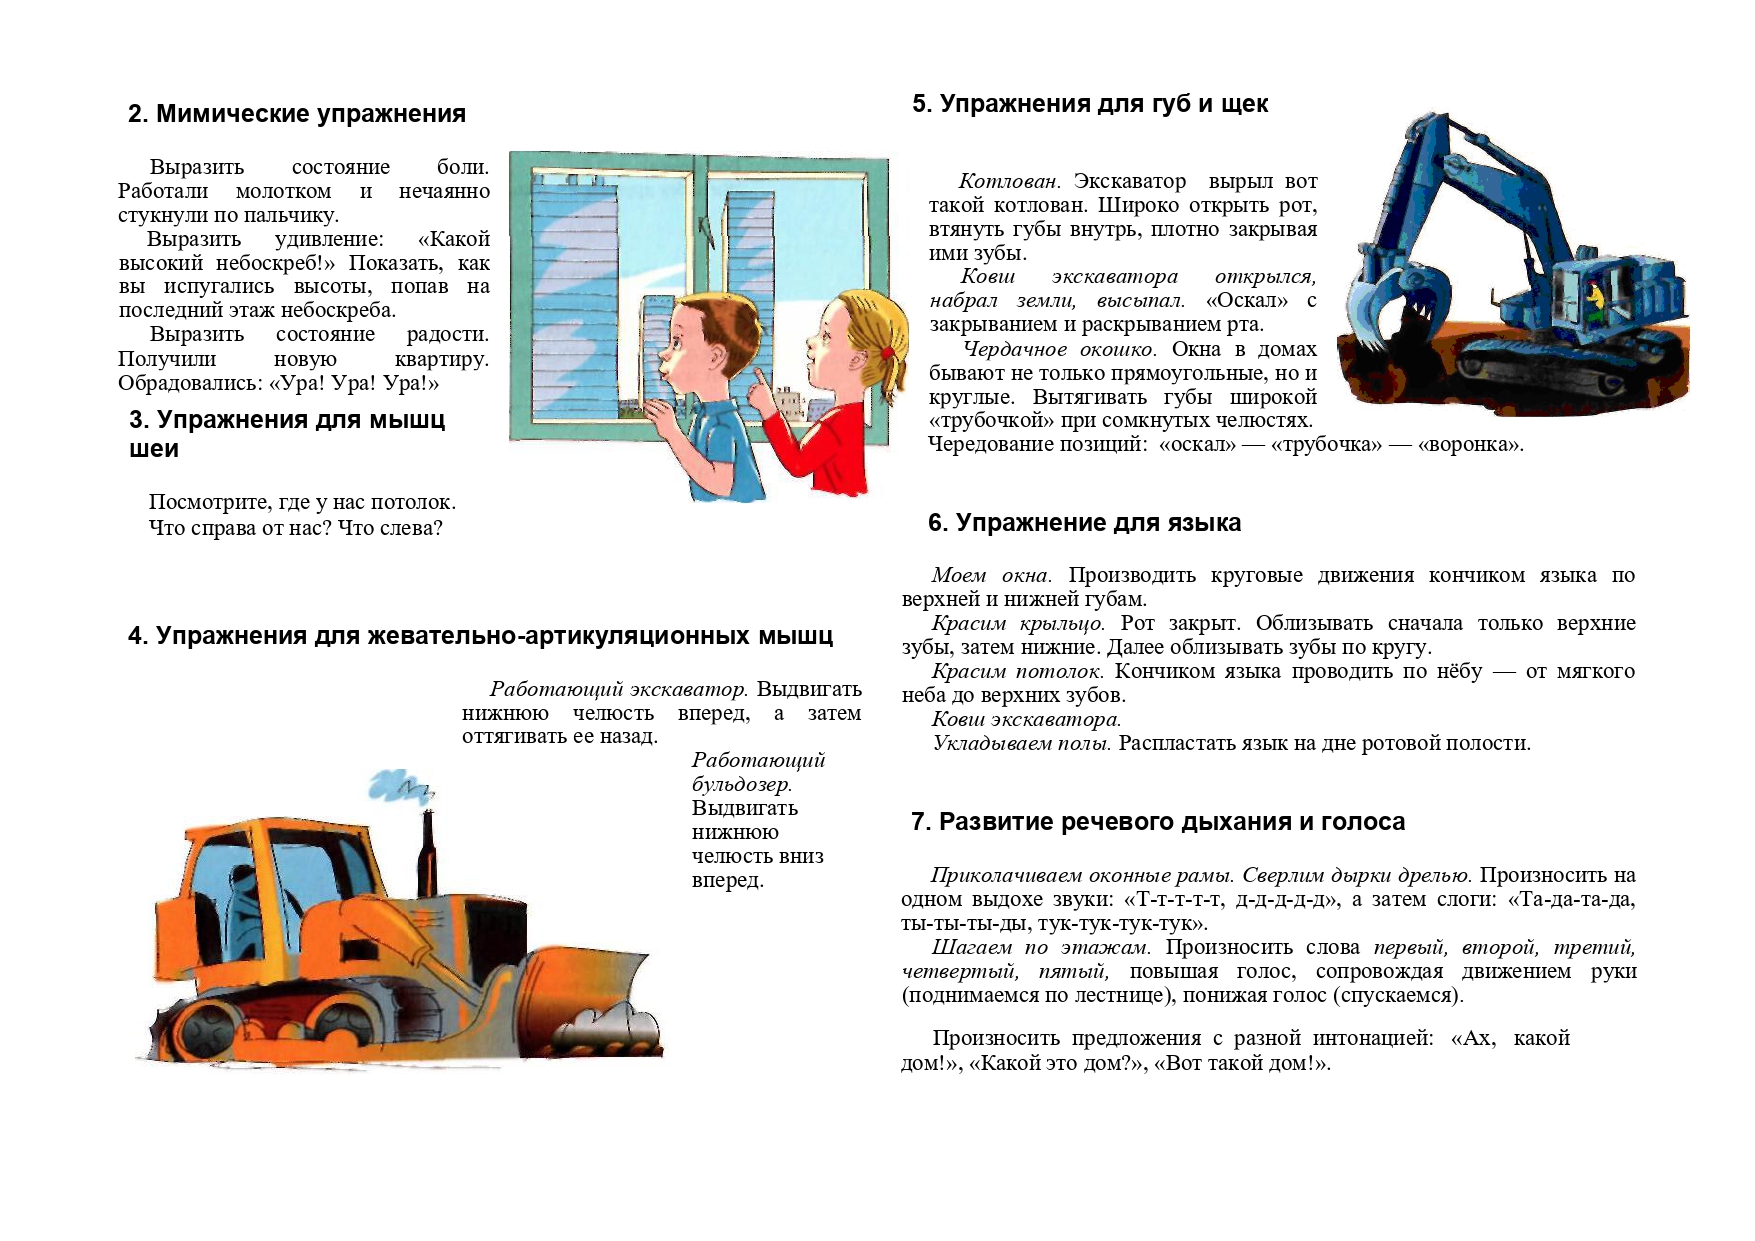 2. Мимические упражнения
Выразить состояние боли.
Работали молотком и нечаянно
стукнули по пальчику.
Выразить удивление: «Какой
высокий небоскреб!» Показать, как
вы испугались высоты, попав на
последний этаж небоскреба.
Выразить состояние радости.
Получили новую квартиру.
Обрадовались: «Ура! Ура! Ура!»
3. Упражнения для мышц
шеи
Посмотрите, где у нас потолок.
Что справа от нас? Что слева?
4. Упражнения для жевательно-артикуляционных мышц
Работающий экскаватор. Выдвигать
нижнюю челюсть вперед, а затем
оттягивать ее назад.
Работающий
бульдозер.
Выдвигать
нижнюю
челюсть вниз
вперед.
5. Упражнения для губ и щек
Котлован. Экскаватор вырыл вот
такой котлован. Широко открыть рот,
втянуть губы внутрь, плотно закрывая
ими зубы.
Ковш экскаватора открылся,
набрал земли, высыпал. «Оскал» с
закрыванием и раскрыванием рта.
Чердачное окошко. Окна в домах
бывают не только прямоугольные, но и
круглые. Вытягивать губы широкой
«трубочкой» при сомкнутых челюстях.
Чередование позиций: «оскал» — «трубочка» — «воронка».
6. Упражнение для языка
Моем окна. Производить круговые движения кончиком языка по
верхней и нижней губам.
Красим крыльцо. Рот закрыт. Облизывать сначала только верхние
зубы, затем нижние. Далее облизывать зубы по кругу.
Красим потолок. Кончиком языка проводить по нёбу — от мягкого
неба до верхних зубов.
Ковш экскаватора.
Укладываем полы. Распластать язык на дне ротовой полости.
7. Развитие речевого дыхания и голоса
Приколачиваем оконные рамы. Сверлим дырки дрелью. Произносить на
одном выдохе звуки: «Т-т-т-т-т, д-д-д-д-д», а затем слоги: «Та-да-та-да,
ты-ты-ты-ды, тук-тук-тук-тук».
Шагаем по этажам. Произносить слова первый, второй, третий,
четвертый, пятый, повышая голос, сопровождая движением руки
(поднимаемся по лестнице), понижая голос (спускаемся).
Произносить предложения с разной интонацией: «Ах, какой
дом!», «Какой это дом?», «Вот такой дом!».